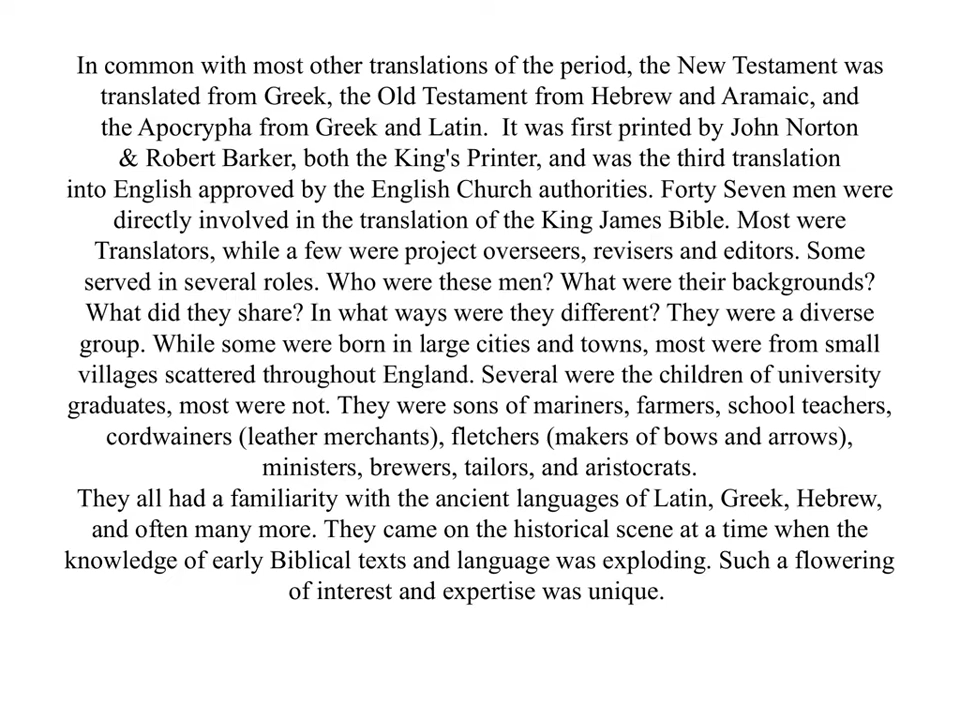 In common with most other translations of the period, the New Testament was
translated from Greek, the Old Testament from Hebrew and Aramaic, and
the Apocrypha from Greek and Latin.  It was first printed by John Norton
& Robert Barker, both the King's Printer, and was the third translation
into English approved by the English Church authorities. Forty Seven men were
directly involved in the translation of the King James Bible. Most were
Translators, while a few were project overseers, revisers and editors. Some
served in several roles. Who were these men? What were their backgrounds?
What did they share? In what ways were they different? They were a diverse
group. While some were born in large cities and towns, most were from small
villages scattered throughout England. Several were the children of university
graduates, most were not. They were sons of mariners, farmers, school teachers,
cordwainers (leather merchants), fletchers (makers of bows and arrows),
ministers, brewers, tailors, and aristocrats.
They all had a familiarity with the ancient languages of Latin, Greek, Hebrew,
and often many more. They came on the historical scene at a time when the
knowledge of early Biblical texts and language was exploding. Such a flowering
of interest and expertise was unique.